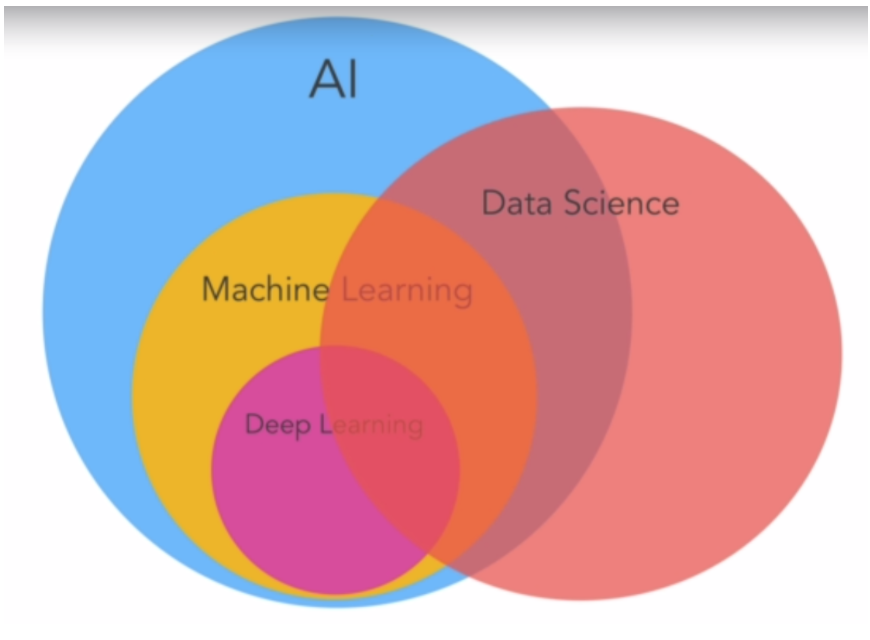 AI
Data Science
Machine Learning
Deep Learning